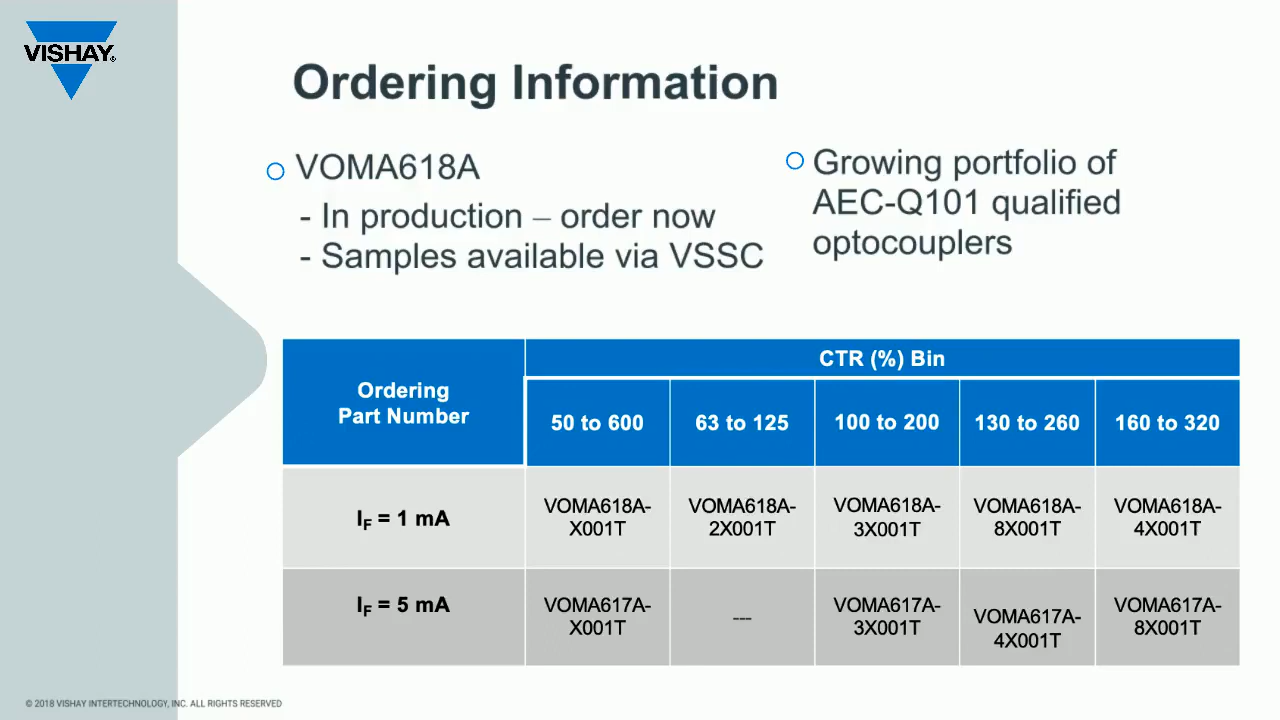 VISHAY®
Ordering Information
VOMA618A
- In production – order now
- Samples available via VSSC
Growing portfolio of
AEC-Q101 qualified
optocouplers
Ordering
Part Number
CTR (%) Bin
50 to 600
63 to 125
100 to 200
130 to 260
160 to 320
IF = 1 mA
VOMA618A-
X001T
VOMA618A-
2X001T
VOMA618A-
3X001T
VOMA618A-
8X001T
VOMA618A-
4X001T
IF = 5 mA
VOMA617A-
X001T
---
VOMA617A-
3X001T
VOMA617A-
4X001T
VOMA617A-
8X001T
© 2018 VISHAY INTERTECHNOLOGY, INC. ALL RIGHTS RESERVED